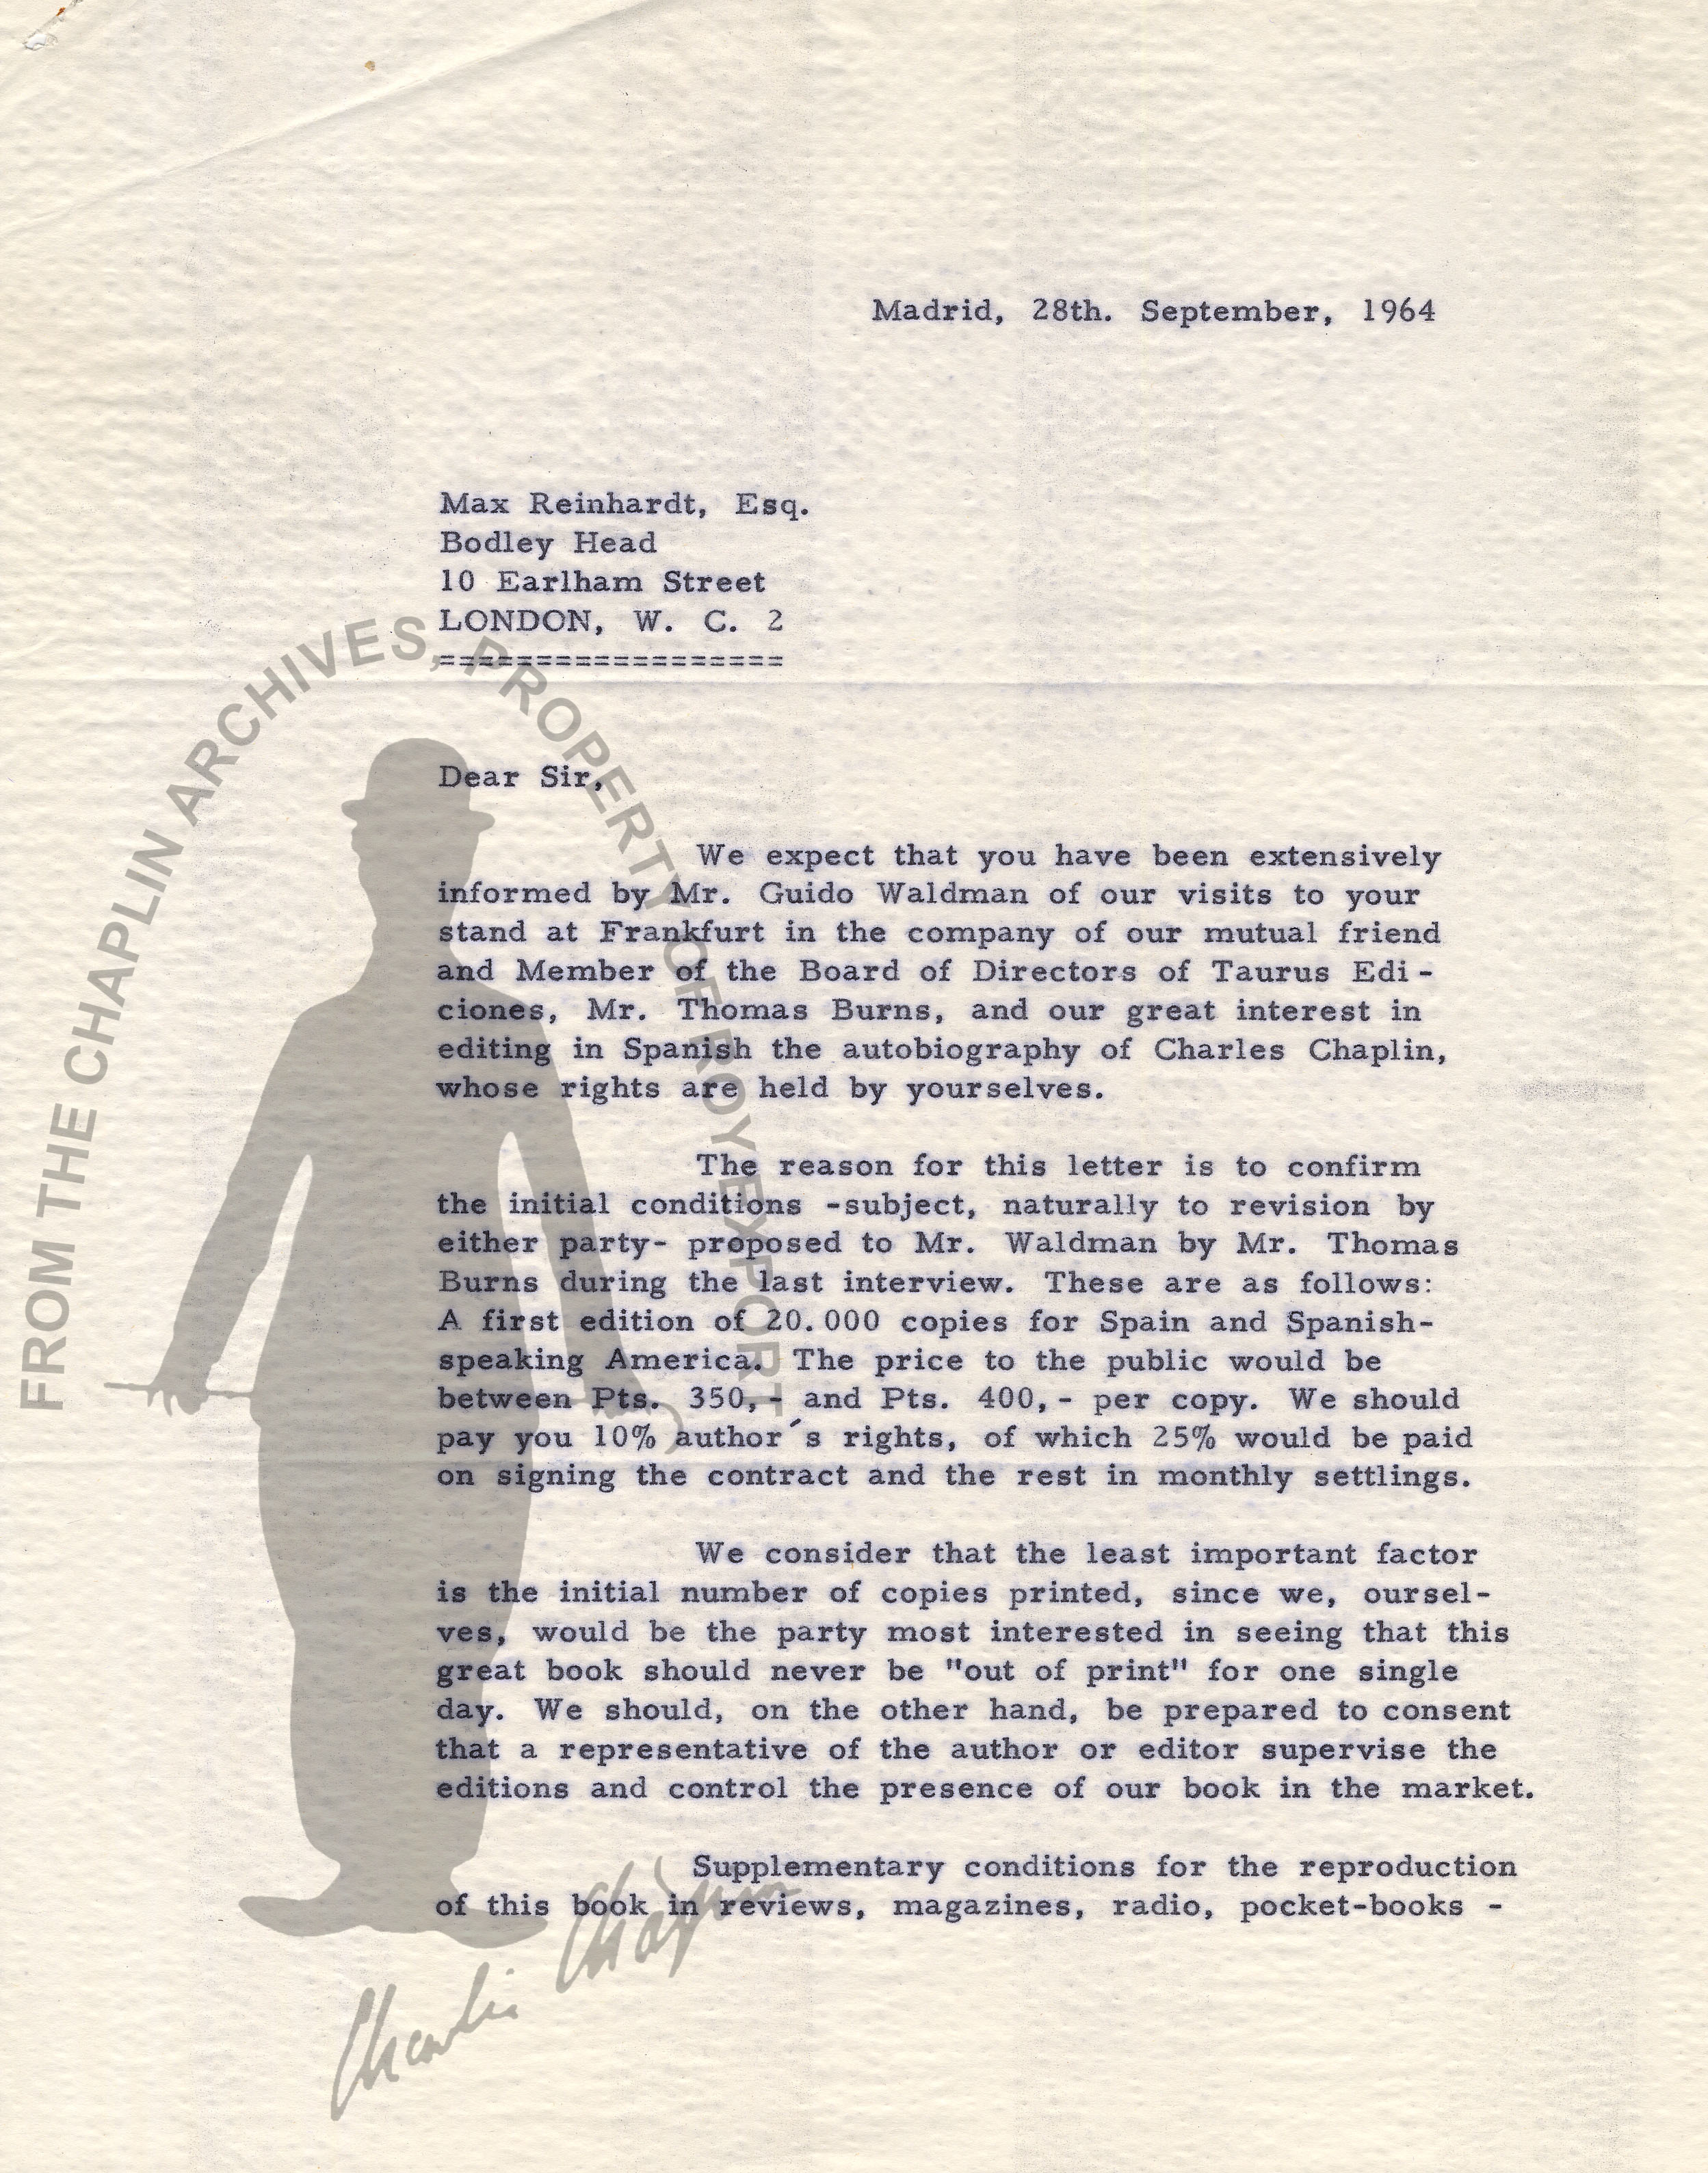 Madrid, 28th. September, 1964
Max Reinhardt, Esq.
Bodley Head
10 Earlham Street
LONDON, W. C. 2
==================
Dear Sir,
We expect that you have been extensively
informed by Mr. Guido Waldman of our visits to your
stand at Frankfurt in the company of our mutual friend
and Member of the Board of Directors of Taurus Edi-
ciones, Mr. Thomas Burns, and our great interest in
editing in Spanish the autobiography of Charles Chaplin,
whose rights are held by yourselves.
The reason for this letter is to confirm
the initial conditions -subject, naturally to revision by
either party- proposed to Mr. Waldman by Mr. Thomas
Burns during the last interview. These are as follows:
A first edition of 20.000 copies for Spain and Spanish-
speaking America. The price to the public would be
between Pts. 350,- and Pts. 400,- per copy. We should
pay you 10% author´s rights, of which 25% would be paid
on signing the contract and the rest in monthly settlings.
We consider that the least important factor
is the initial number of copies printed, since we, oursel-
ves, would be the party most interested in seeing that this
great book should never be "out of print" for one single
day. We should, on the other hand, be prepared to consent
that a representative of the author or editor supervise the
editions and control the presence of our book in the market.
Supplementary conditions for the reproduction
of this book in reviews, magazines, radio, pocket-books -
FROM THE CHAPLIN ARCHIVES, PROPERTY OF ROY EXPORT
Charlie Chaplin